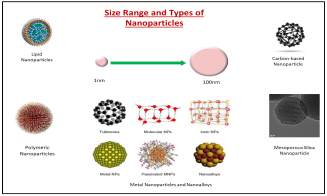 Size Range and Types of
Nanoparticles
Lipid
Nanoparticles
1nm
100nm
Carbon-based
Nanoparticle
Polymeric
Nanoparticles
Fullerenes
Molecular NPs
Ionic NPs
Metal NPs
Passivated MNPs
Nanoalloys
Metal Nanoparticles and Nanoalloys
Mesoporous Silica
Nanoparticle